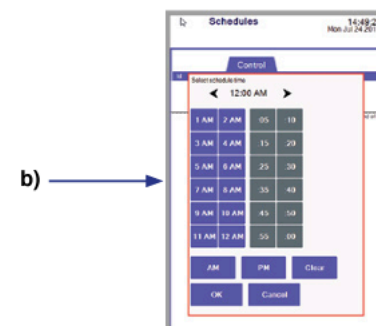 Schedules
14:49:2
Mon Jul 24 201
Control
Select schedule time
12:00 AM
1 AM 2 AM :05 :10
3 AM 4 AM :15 :20
b)
5 AM 6 AM :25 :30
7 AM 8 AM :35 :40
9 AM 10 AM :45 :50
11 AM 12 AM :55 :00
AM PM Clear
OK Cancel